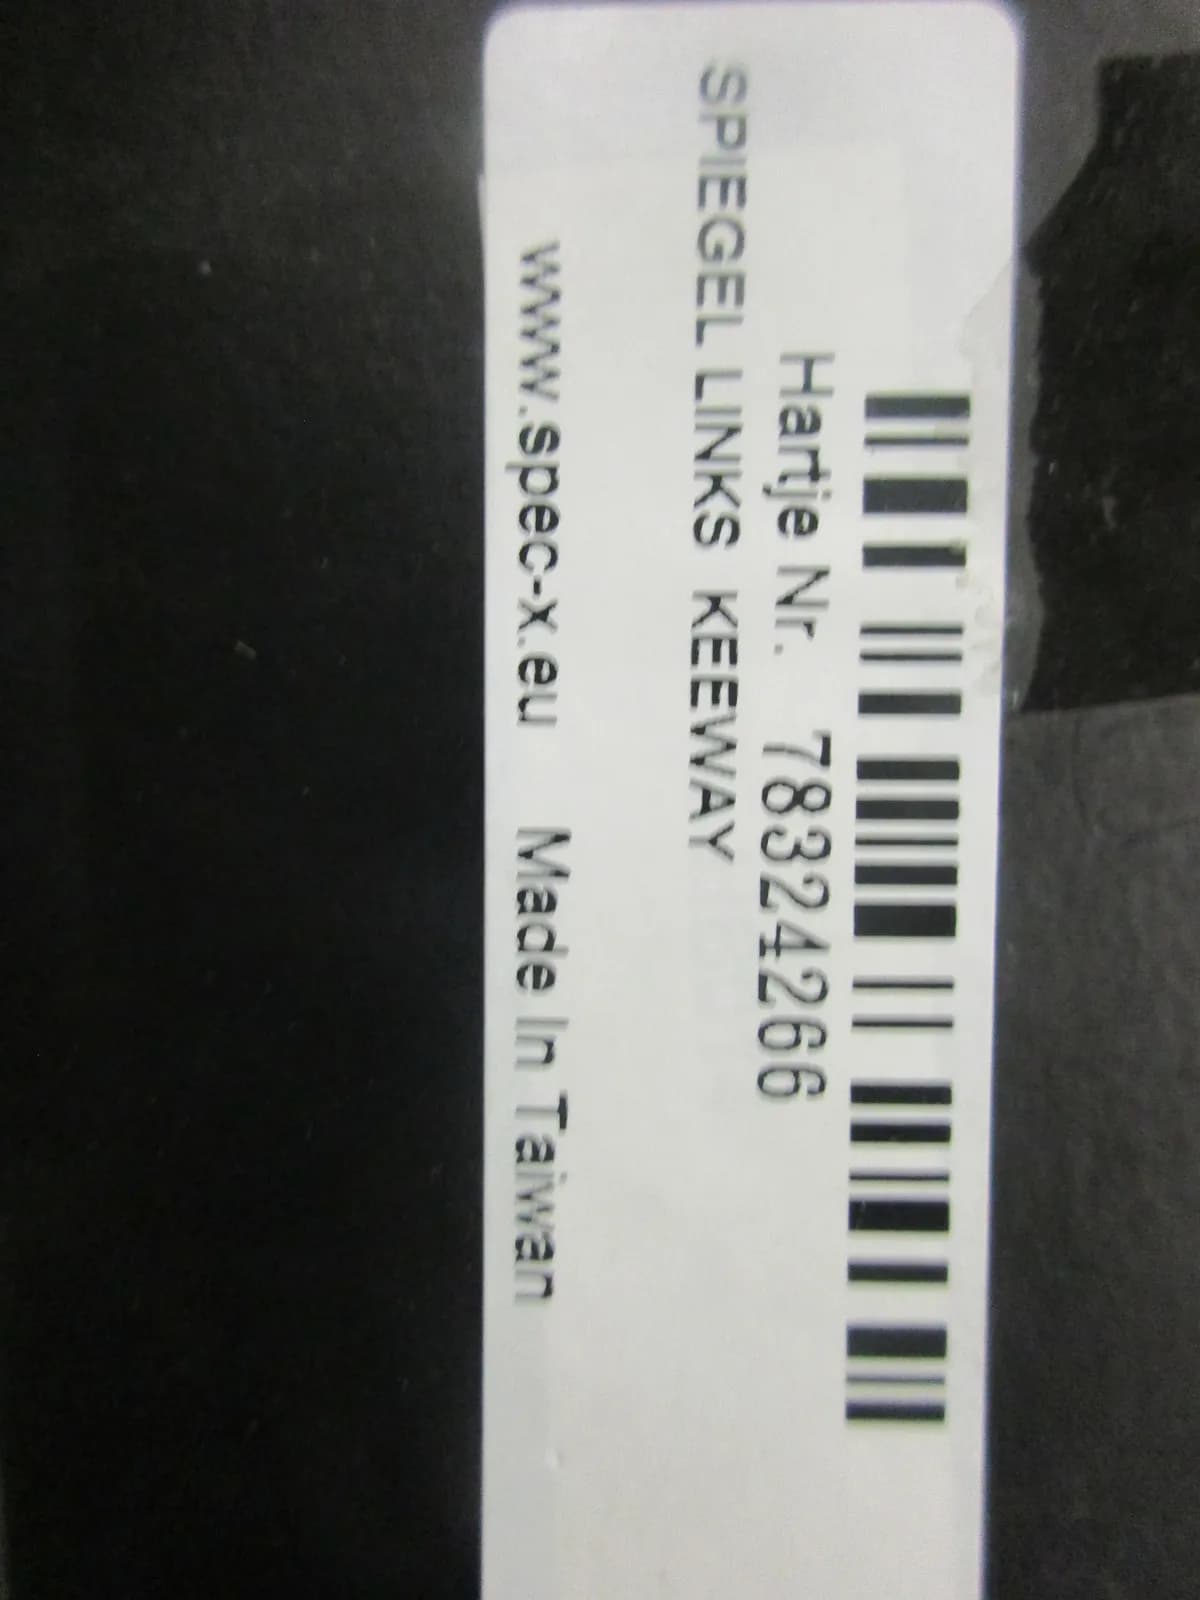 Hartje Nr. 78324266
SPIEGEL LINKS KEEWAY
www.spec-x.eu Made In Taiwan